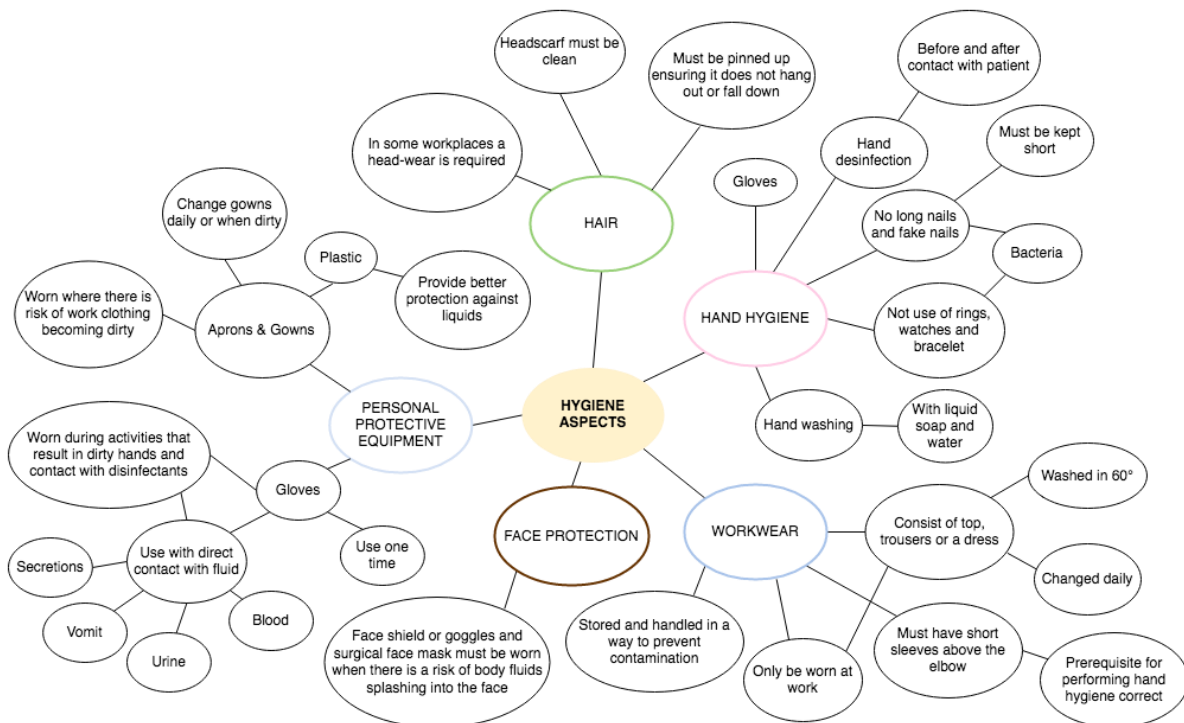 Headscarf must be
clean
Must be pinned up
ensuring it does not hang
out or fall down
In some workplaces a
head-wear is required
HAIR
Before and after
contact with patient
Hand
desinfection
Must be kept
short
Gloves
No long nails
and fake nails
Bacteria
Not use of rings,
watches and
bracelet
HAND HYGIENE
Hand washing
With liquid
soap and
water
Change gowns
daily or when dirty
Plastic
Provide better
protection against
liquids
Worn where there is
risk of work clothing
becoming dirty
Aprons & Gowns
PERSONAL
PROTECTIVE
EQUIPMENT
HYGIENE
ASPECTS
Worn during activities that
result in dirty hands and
contact with disinfectants
Gloves
Use one
time
Use with direct
contact with fluid
Secretions
Vomit
Urine
Blood
FACE PROTECTION
Face shield or goggles and
surgical face mask must be worn
when there is a risk of body fluids
splashing into the face
WORKWEAR
Washed in 60°
Consist of top,
trousers or a dress
Changed daily
Stored and handled in a
way to prevent
contamination
Only be worn at
work
Must have short
sleeves above the
elbow
Prerequisite for
performing hand
hygiene correct